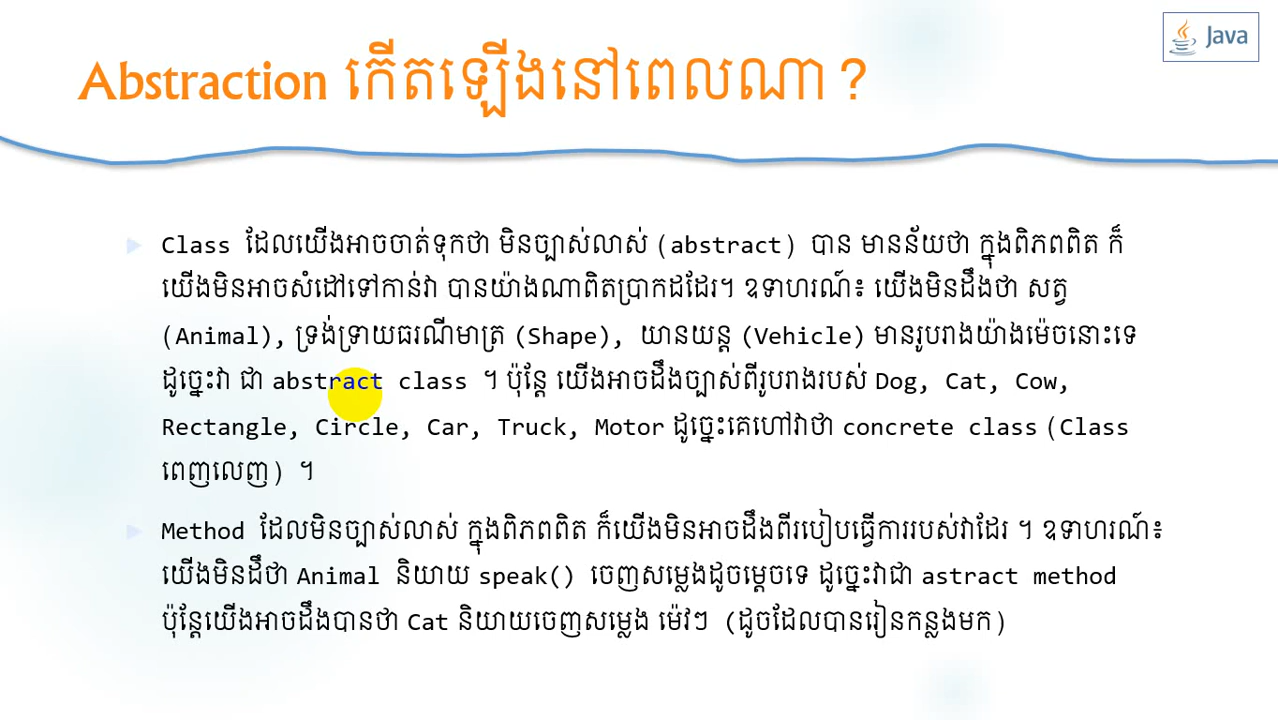 Java
Abstraction កើតឡើងនៅពេលណា ?
Class ដែលយើងអាចចាត់ទុកថា មិនច្បាស់លាស់ (abstract) បាន មានន័យថា ក្នុងពិភពពិត ក៏
យើងមិនអាចសំដៅទៅកាន់វា បានយ៉ាងណាពិតប្រាកដដែរ។ ឧទាហរណ៍៖ យើងមិនដឹងថា សត្វ
(Animal), ទ្រង់ទ្រាយធរណីមាត្រ (Shape), យានយន្ត (Vehicle) មានរូបរាងយ៉ាងម៉េចនោះទេ
ដូច្នេះវា ជា abstract class ។ ប៉ុន្តែ យើងអាចដឹងច្បាស់ពីរូបរាងរបស់ Dog, Cat, Cow,
Rectangle, Circle, Car, Truck, Motor ដូច្នេះគេហៅវាថា concrete class (Class
ពេញលេញ) ។
Method ដែលមិនច្បាស់លាស់ ក្នុងពិភពពិត ក៏យើងមិនអាចដឹងពីរបៀបធ្វើការរបស់វាដែរ ។ ឧទាហរណ៍៖
យើងមិនដឹថា Animal និយាយ speak() ចេញសម្លេងដូចម្តេចទេ ដូច្នេះវាជា astract method
ប៉ុន្តែយើងអាចដឹងបានថា Cat និយាយចេញសម្លេង ម៉េវៗ (ដូចដែលបានរៀនកន្លងមក)